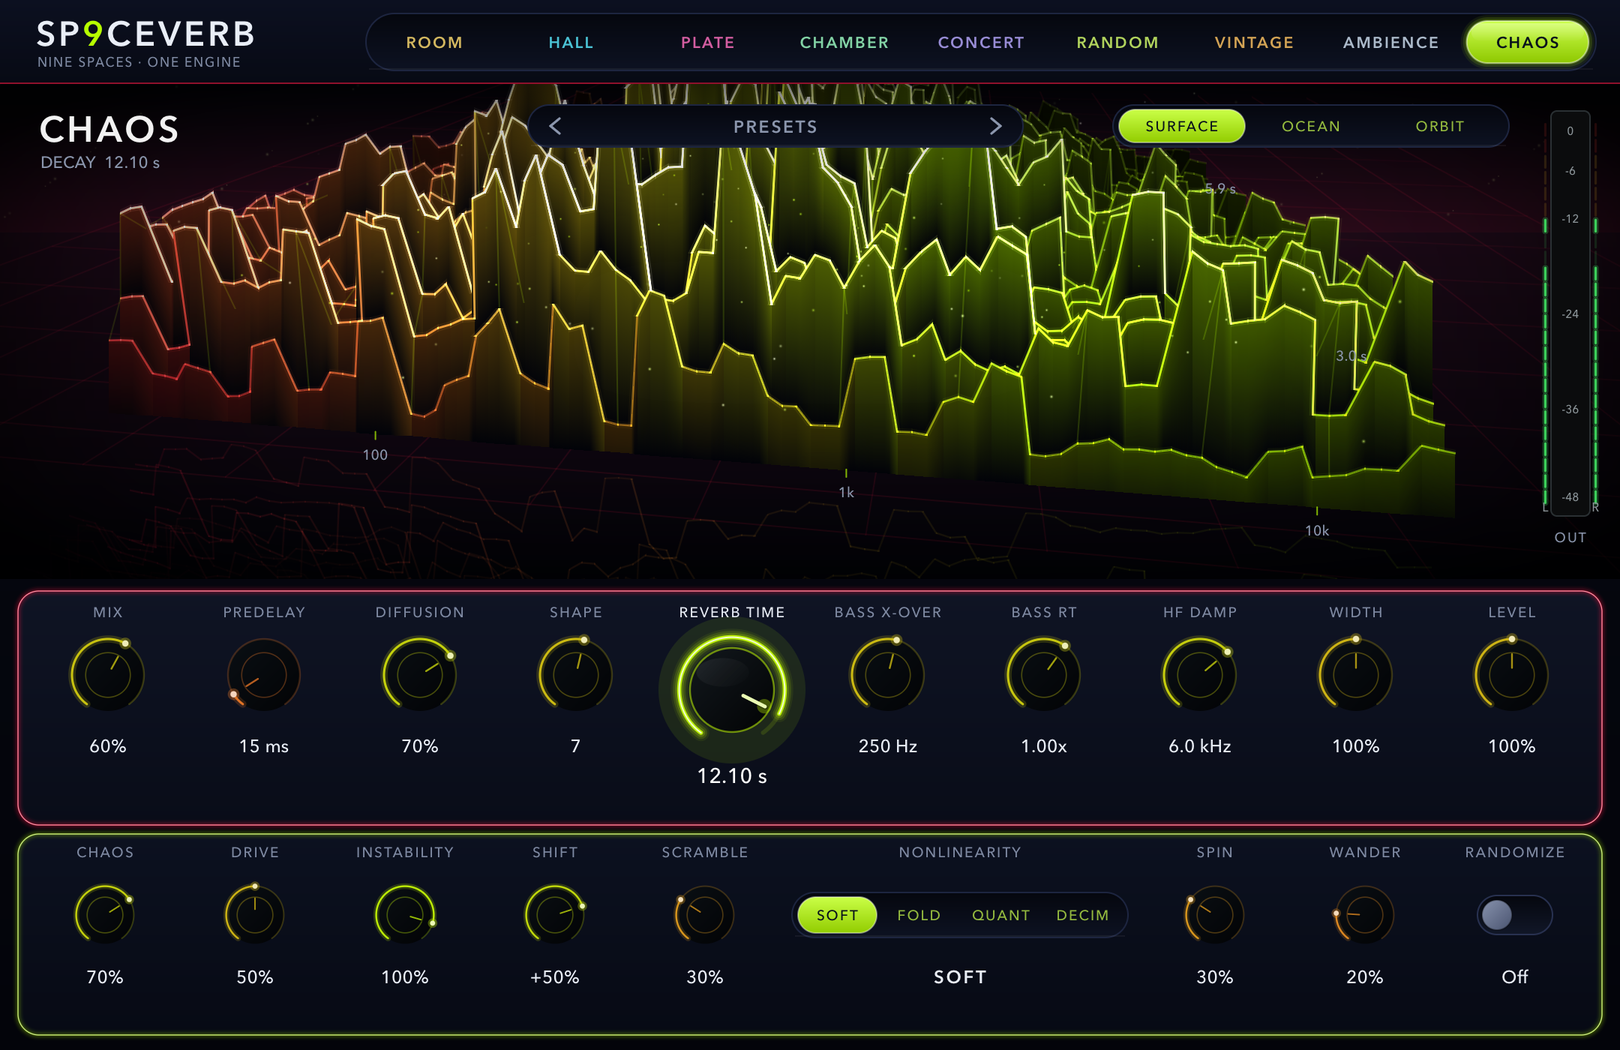 SP9CEVERB
NINE SPACES · ONE ENGINE
ROOM HALL PLATE CHAMBER CONCERT RANDOM VINTAGE AMBIENCE CHAOS
CHAOS
DECAY 12.10 s
PRESETS
SURFACE OCEAN ORBIT
5.9 s
3.0 s
100
1k
10k
0
-6
-12
-24
-36
-48
L R
OUT
MIX PREDELAY DIFFUSION SHAPE REVERB TIME BASS X-OVER BASS RT HF DAMP WIDTH LEVEL
60% 15 ms 70% 7 12.10 s 250 Hz 1.00x 6.0 kHz 100% 100%
CHAOS DRIVE INSTABILITY SHIFT SCRAMBLE NONLINEARITY SPIN WANDER RANDOMIZE
SOFT FOLD QUANT DECIM
70% 50% 100% +50% 30% SOFT 30% 20% Off